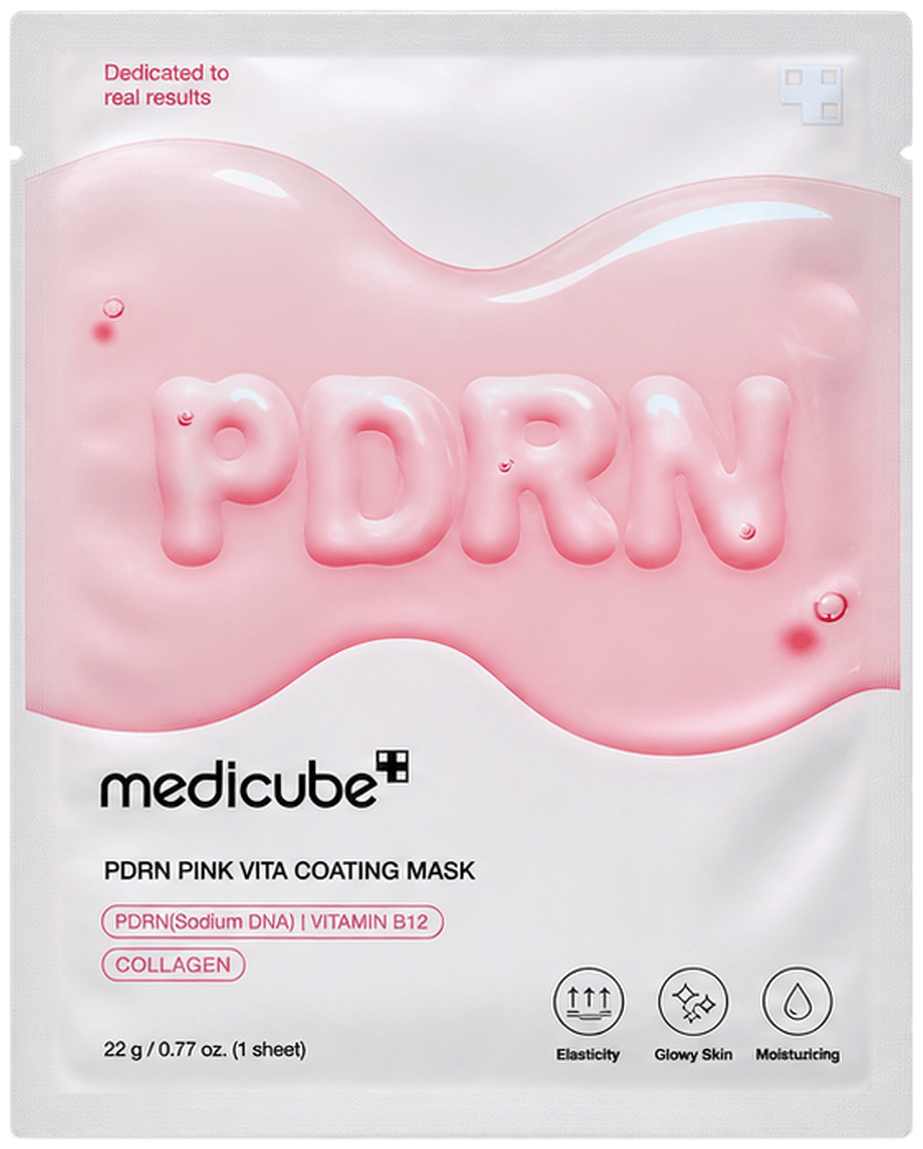 Dedicated to
real results
PDRN
medicube
PDRN PINK VITA COATING MASK
PDRN(Sodium DNA) | VITAMIN B12
COLLAGEN
22 g / 0.77 oz. (1 sheet)
Elasticity
Glowy Skin
Moisturizing